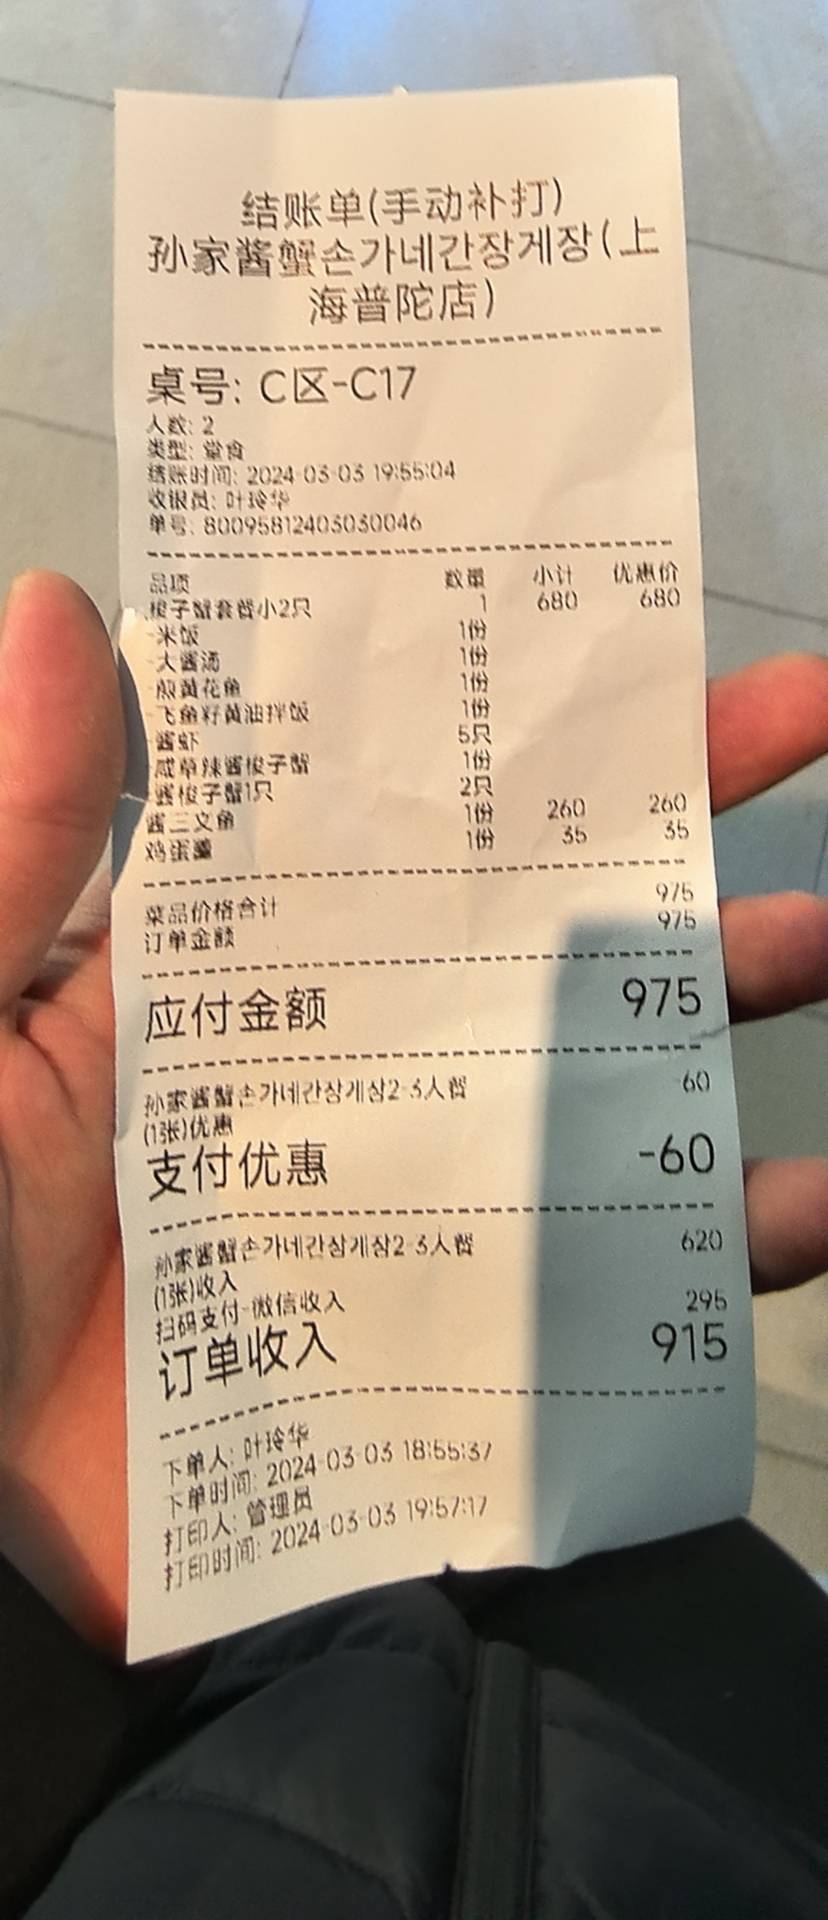 结账单(手动补打)
孙家酱蟹손가네간장게장(上
海普陀店)
桌号: C区-C17
人数: 2
类型: 堂食
结账时间: 2024-03-03 19:55:04
收银员: 叶玲华
单号: 80095812403030046
品项 数量 小计 优惠价
梭子蟹套餐小2只 1 680 680
-米饭 1份
-大酱汤 1份
-煎黄花鱼 1份
-飞鱼籽黄油拌饭 1份
-酱虾 5只
-咸草辣酱梭子蟹 1份
-酱梭子蟹1只 2只
酱三文鱼 1份 260 260
鸡蛋羹 1份 35 35
菜品价格合计 975
订单金额 975
应付金额 975
孙家酱蟹손가네간장게장2-3人餐 -60
(1张)优惠
支付优惠 -60
孙家酱蟹손가네간장게장2-3人餐 620
(1张)收入
扫码支付-微信收入 295
订单收入 915
下单人: 叶玲华
下单时间: 2024-03-03 18:55:37
打印人: 管理员
打印时间: 2024-03-03 19:57:17